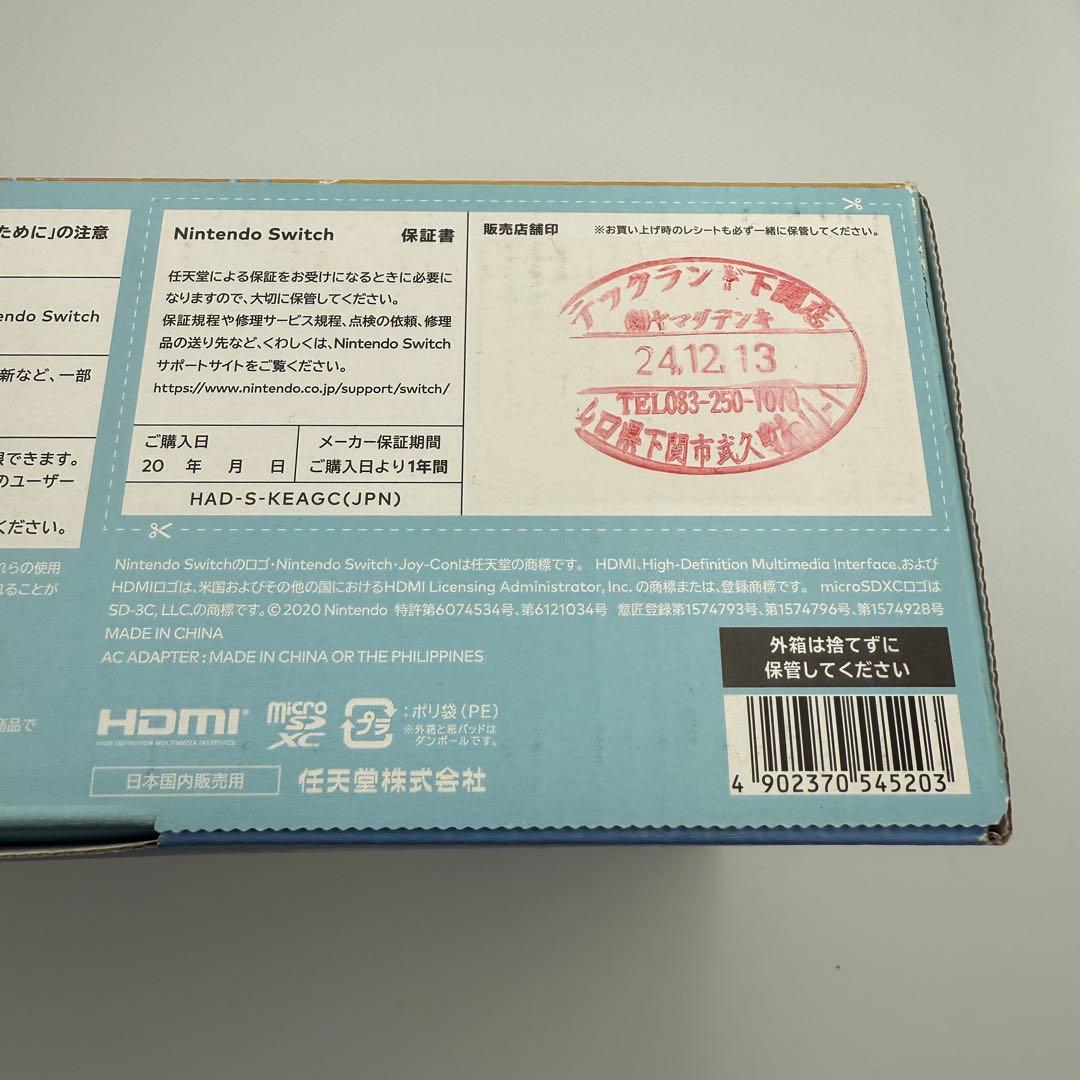 ために」の注意
endo Switch
新など、一部
限できます。
のユーザー
ください。
れらの使用
れることが
商品で
Nintendo Switch 保証書
任天堂による保証をお受けになるときに必要に
なりますので、大切に保管してください。
保証規程や修理サービス規程、点検の依頼、修理
品の送り先など、くわしくは、Nintendo Switch
サポートサイトをご覧ください。
https://www.nintendo.co.jp/support/switch/
ご購入日
20 年 月 日
メーカー保証期間
ご購入日より1年間
HAD-S-KEAGC(JPN)
販売店舗印 ※お買い上げ時のレシートも必ず一緒に保管してください。
テックランド下関店
㈱ヤマダデンキ
24.12.13
TEL083-250-1070
山口県下関市武久町
Nintendo Switchのロゴ・Nintendo Switch・Joy-Conは任天堂の商標です。 HDMI、High-Definition Multimedia Interface、および
HDMIロゴは、米国およびその他の国におけるHDMI Licensing Administrator, Inc. の商標または、登録商標です。 microSDXCロゴは
SD-3C, LLC.の商標です。© 2020 Nintendo 特許第6074534号、第6121034号 意匠登録第1574793号、第1574796号、第1574928号
MADE IN CHINA
AC ADAPTER : MADE IN CHINA OR THE PHILIPPINES
外箱は捨てずに
保管してください
HDMI
HIGH DEFINITION MULTIMEDIA INTERFACE
micro SD XC
プラ
:ポリ袋(PE)
※外箱と紙パッドは
ダンボールです。
日本国内販売用
任天堂株式会社
4 902370 545203